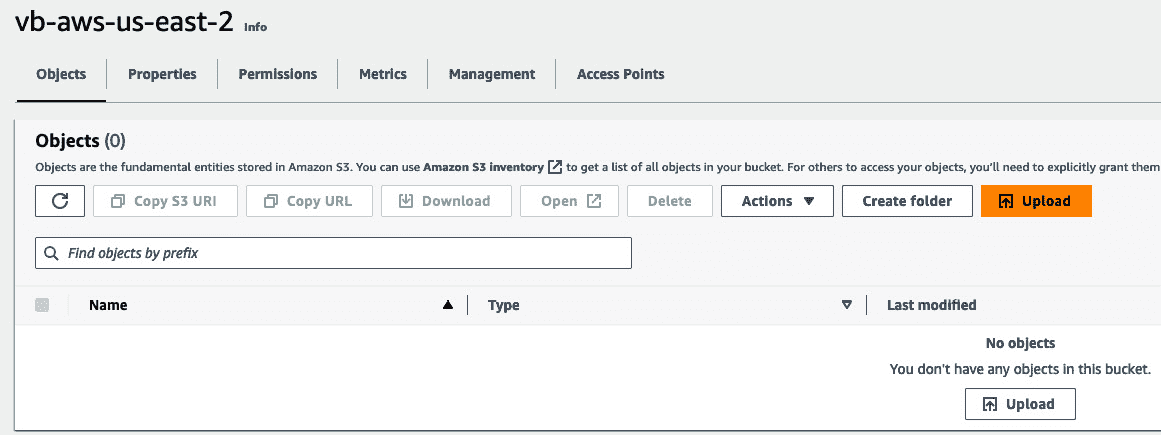 vb-aws-us-east-2 Info
Objects Properties Permissions Metrics Management Access Points
Objects (0)
Objects are the fundamental entities stored in Amazon S3. You can use Amazon S3 inventory to get a list of all objects in your bucket. For others to access your objects, you'll need to explicitly grant them
Copy S3 URI Copy URL Download Open Delete Actions Create folder Upload
Find objects by prefix
Name Type Last modified
No objects
You don't have any objects in this bucket.
Upload